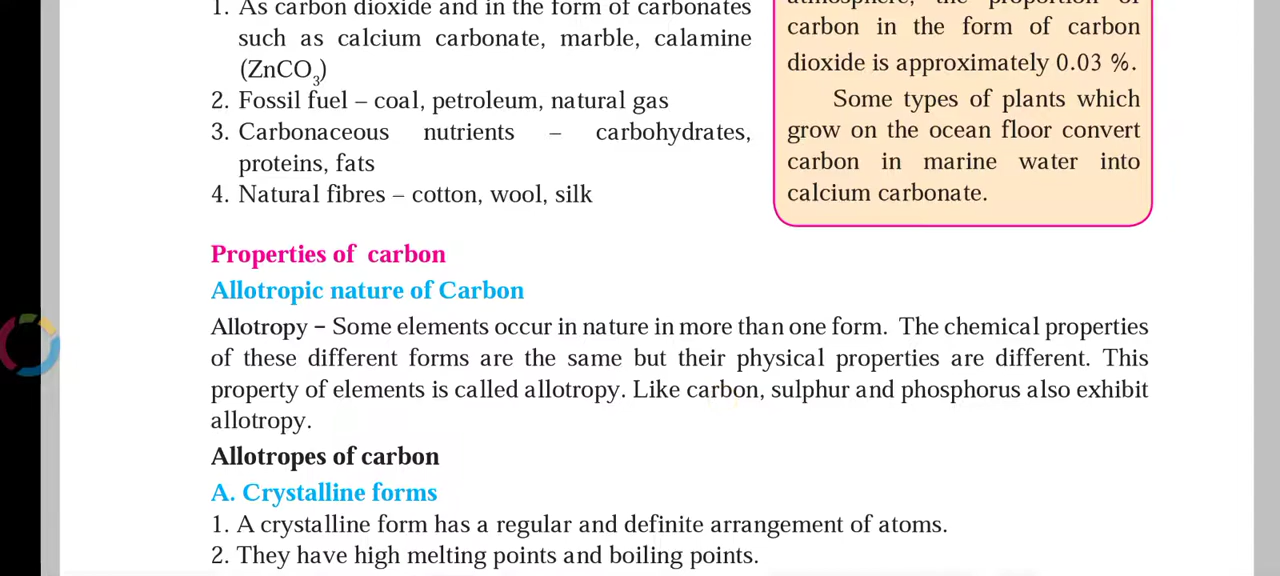 1. As carbon dioxide and in the form of carbonates
such as calcium carbonate, marble, calamine
(ZnCO3)
2. Fossil fuel – coal, petroleum, natural gas
3. Carbonaceous nutrients – carbohydrates,
proteins, fats
4. Natural fibres – cotton, wool, silk
atmosphere, the proportion of
carbon in the form of carbon
dioxide is approximately 0.03 %.
Some types of plants which
grow on the ocean floor convert
carbon in marine water into
calcium carbonate.
Properties of carbon
Allotropic nature of Carbon
Allotropy – Some elements occur in nature in more than one form. The chemical properties
of these different forms are the same but their physical properties are different. This
property of elements is called allotropy. Like carbon, sulphur and phosphorus also exhibit
allotropy.
Allotropes of carbon
A. Crystalline forms
1. A crystalline form has a regular and definite arrangement of atoms.
2. They have high melting points and boiling points.